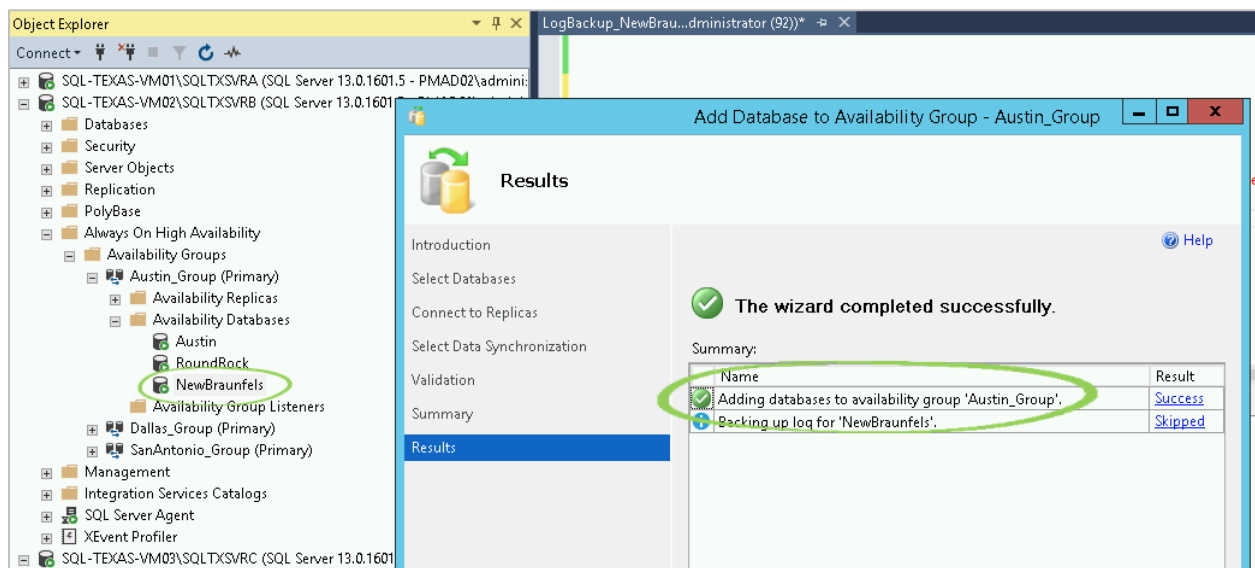 Object Explorer
LogBackup_NewBrau...dministrator (92))*
Connect
SQL-TEXAS-VM01\SQLTXSVRA (SQL Server 13.0.1601.5 - PMAD02\admini:
SQL-TEXAS-VM02\SQLTXSVRB (SQL Server 13.0.1601
Databases
Security
Server Objects
Replication
PolyBase
Always On High Availability
Availability Groups
Austin_Group (Primary)
Availability Replicas
Availability Databases
Austin
RoundRock
NewBraunfels
Availability Group Listeners
Dallas_Group (Primary)
SanAntonio_Group (Primary)
Management
Integration Services Catalogs
SQL Server Agent
XEvent Profiler
SQL-TEXAS-VM03\SQLTXSVRC (SQL Server 13.0.1601
Add Database to Availability Group - Austin_Group
Results
Introduction
Select Databases
Connect to Replicas
Select Data Synchronization
Validation
Summary
Results
Help
The wizard completed successfully.
Summary:
Name Result
Adding databases to availability group 'Austin_Group'. Success
Backing up log for 'NewBraunfels'. Skipped